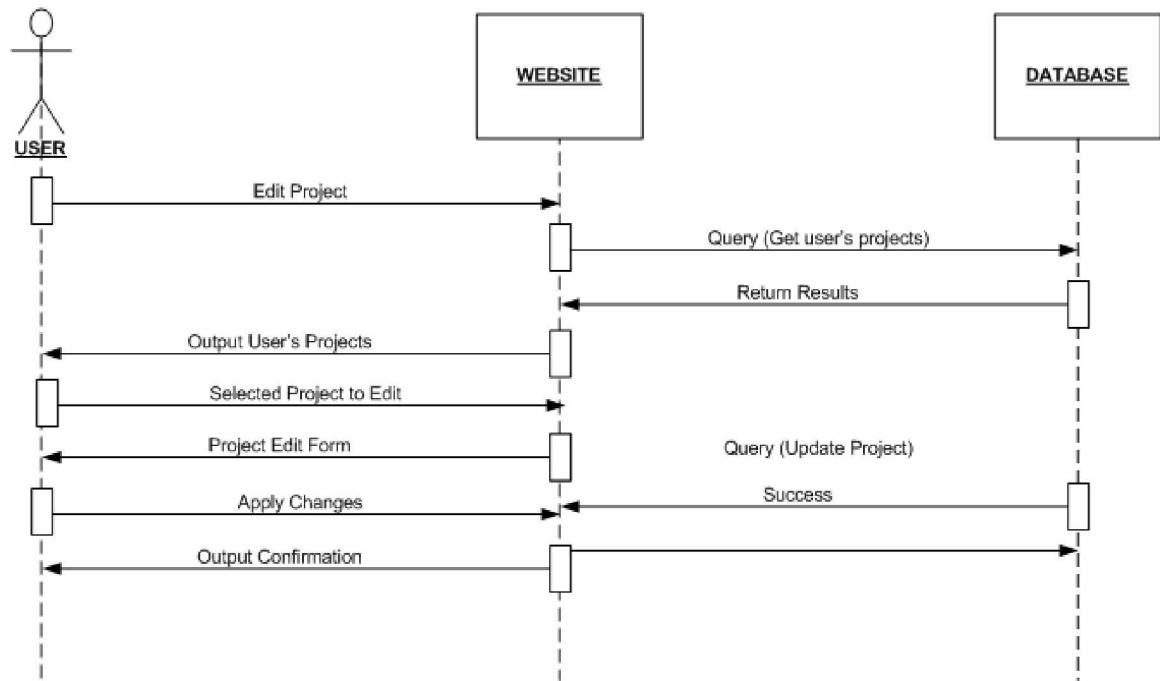 WEBSITE
DATABASE
USER
Edit Project
Query (Get user's projects)
Return Results
Output User's Projects
Selected Project to Edit
Project Edit Form
Query (Update Project)
Success
Apply Changes
Output Confirmation